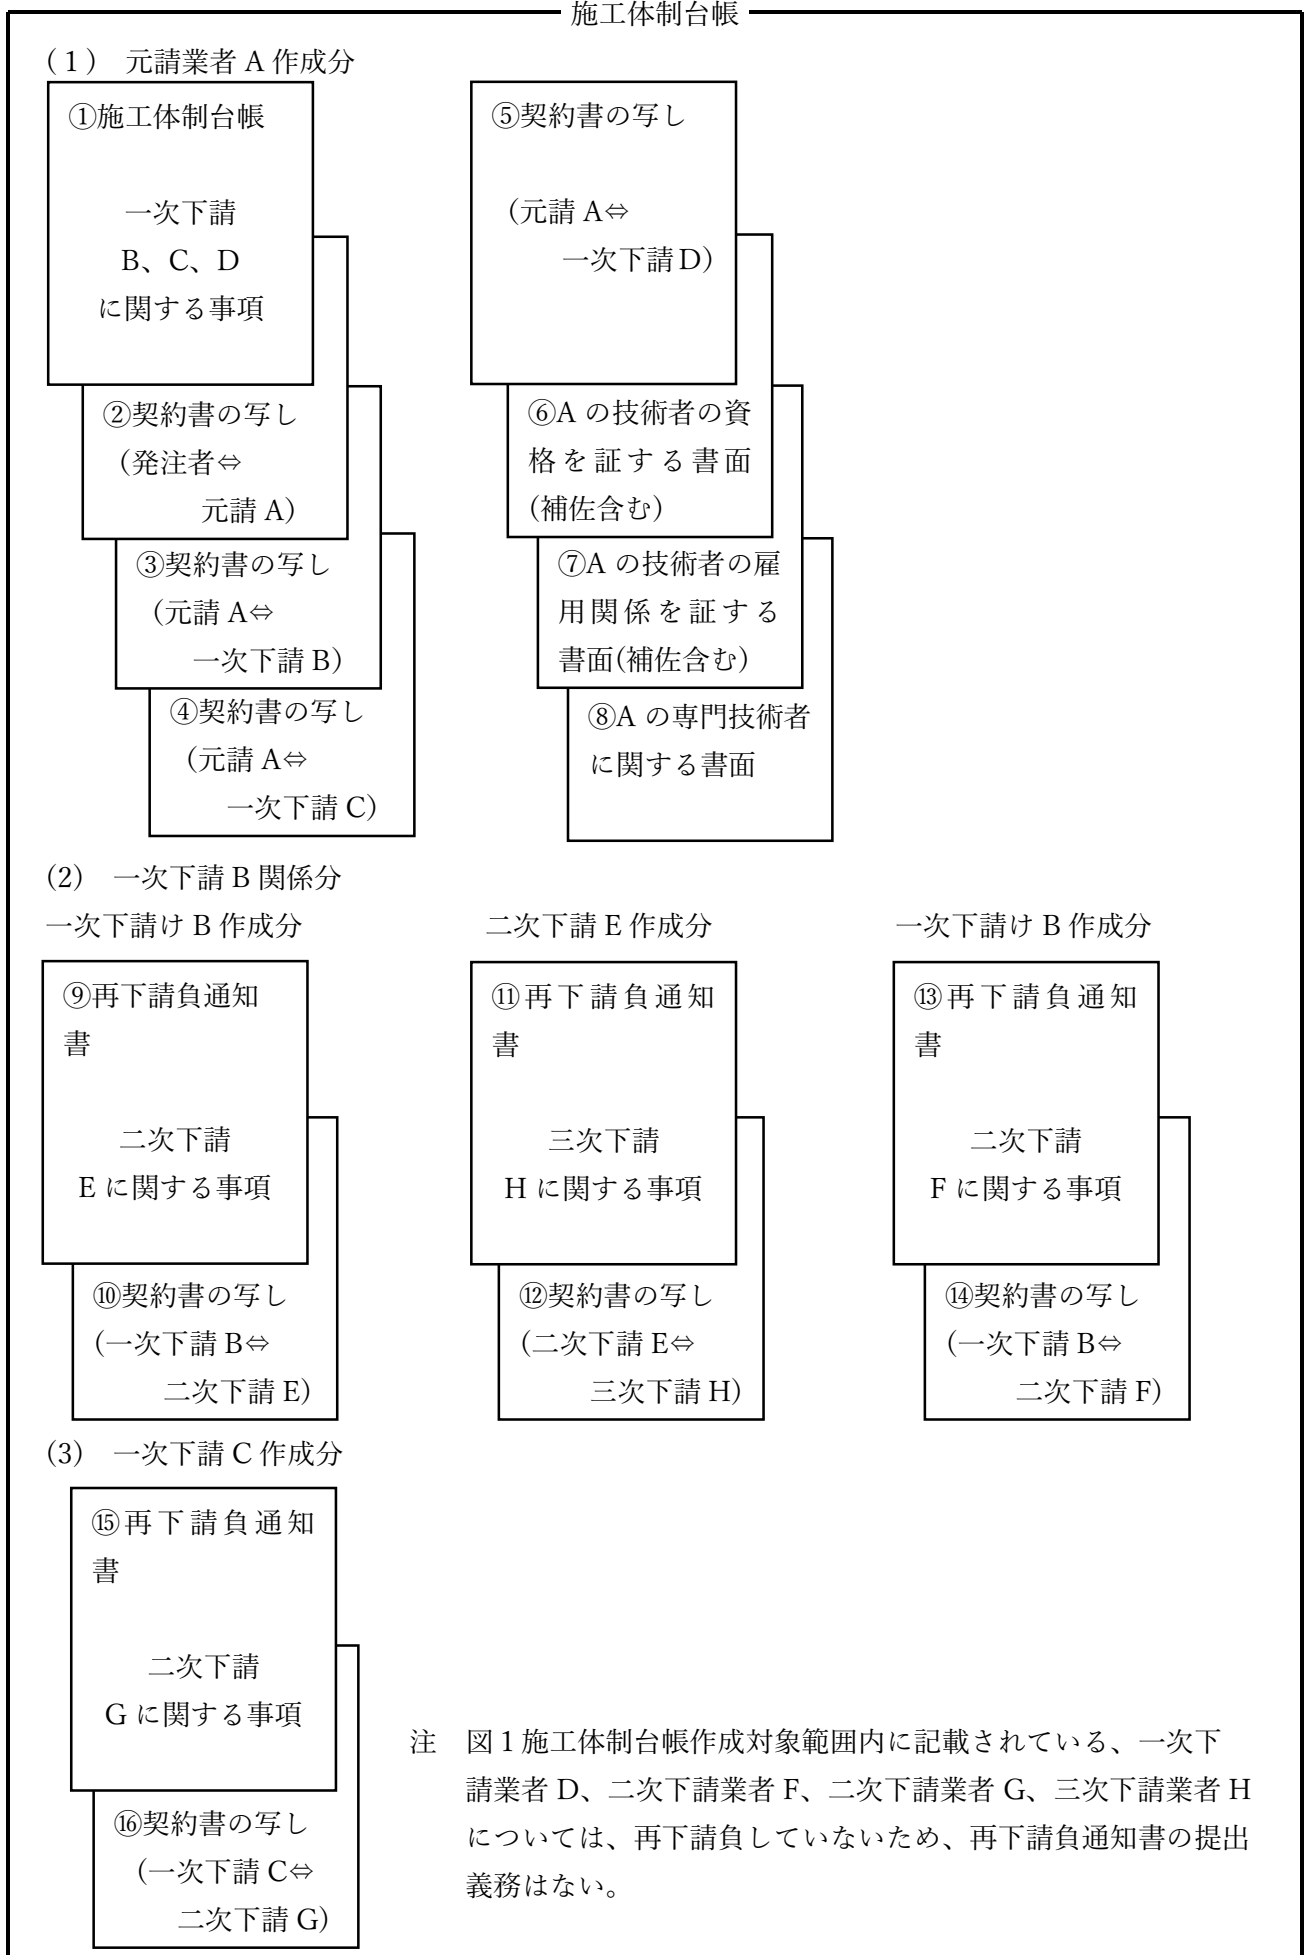 施工体制台帳
(１) 元請業者 A 作成分
①施工体制台帳
一次下請
B、C、D
に関する事項
②契約書の写し
(発注者⇔
元請 A)
③契約書の写し
(元請 A⇔
一次下請 B)
④契約書の写し
(元請 A⇔
一次下請 C)
⑤契約書の写し
(元請 A⇔
一次下請 D)
⑥A の技術者の資
格を証する書面
(補佐含む)
⑦A の技術者の雇
用関係を証する
書面(補佐含む)
⑧A の専門技術者
に関する書面
(2) 一次下請 B 関係分
一次下請け B 作成分
⑨再下請負通知
書
二次下請
E に関する事項
⑩契約書の写し
(一次下請 B⇔
二次下請 E)
二次下請 E 作成分
⑪再下請負通知
書
三次下請
H に関する事項
⑫契約書の写し
(二次下請 E⇔
三次下請 H)
一次下請け B 作成分
⑬再下請負通知
書
二次下請
F に関する事項
⑭契約書の写し
(一次下請 B⇔
二次下請 F)
(3) 一次下請 C 作成分
⑮再下請負通知
書
二次下請
G に関する事項
⑯契約書の写し
(一次下請 C⇔
二次下請 G)
注 図１施工体制台帳作成対象範囲内に記載されている、一次下
請業者 D、二次下請業者 F、二次下請業者 G、三次下請業者 H
については、再下請負していないため、再下請負通知書の提出
義務はない。